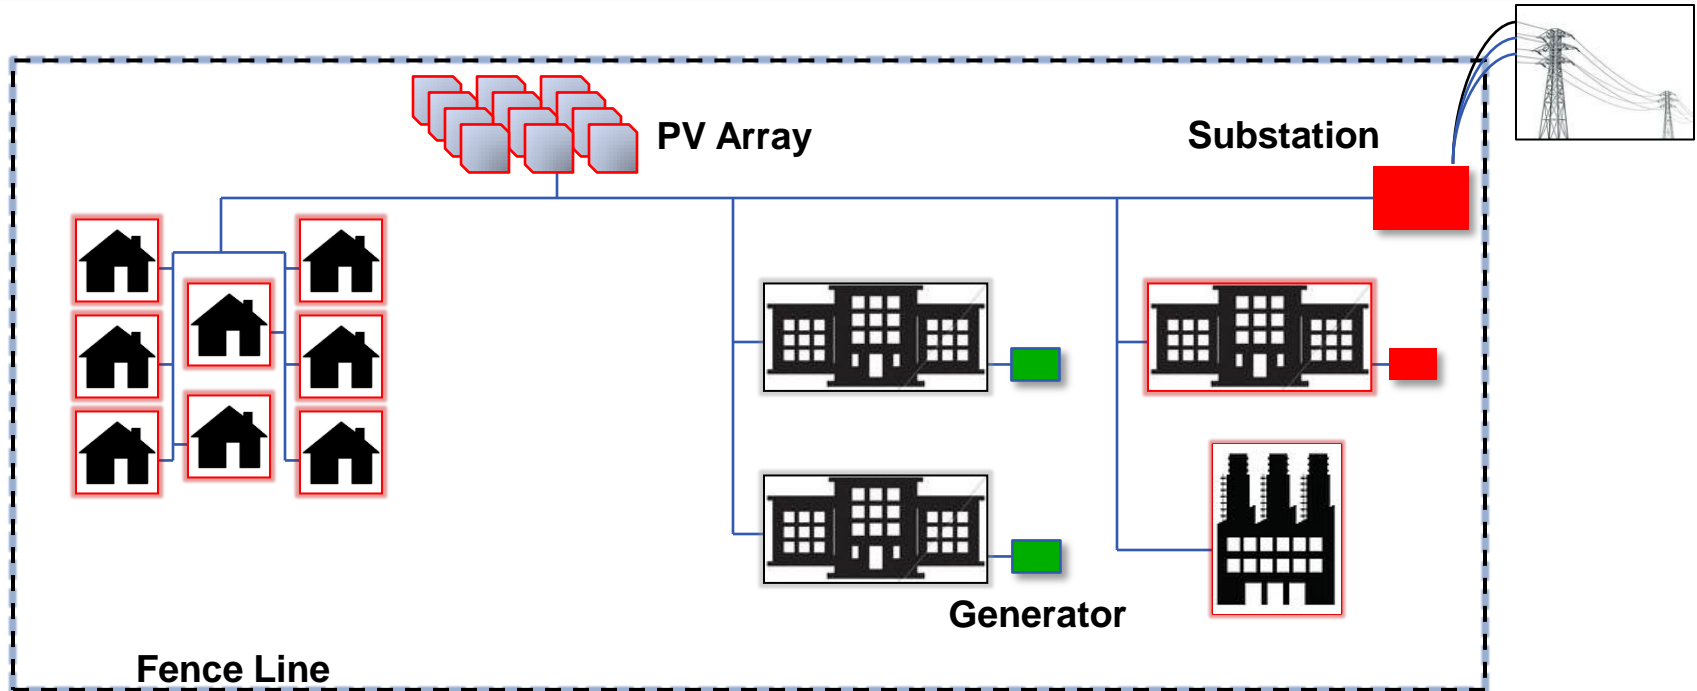 PV Array
Substation
Generator
Fence Line